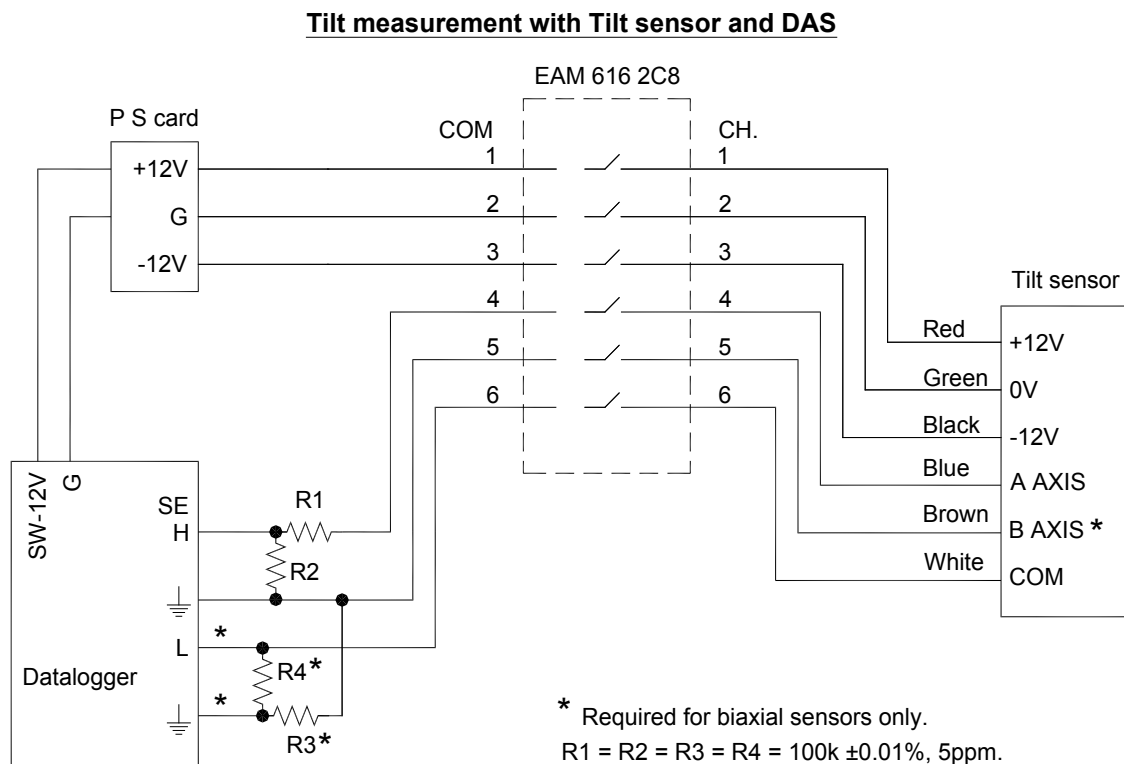 Tilt measurement with Tilt sensor and DAS
EAM 616 2C8
P S card
COM
CH.
+12V
1
1
G
2
2
-12V
3
3
4
4
5
5
6
6
Tilt sensor
Red
+12V
Green
0V
Black
-12V
Blue
A AXIS
Brown
B AXIS *
White
COM
SW-12V
G
SE
H
R1
R2
*
L
R4*
Datalogger
*
R3*
* Required for biaxial sensors only.
R1 = R2 = R3 = R4 = 100k ±0.01%, 5ppm.